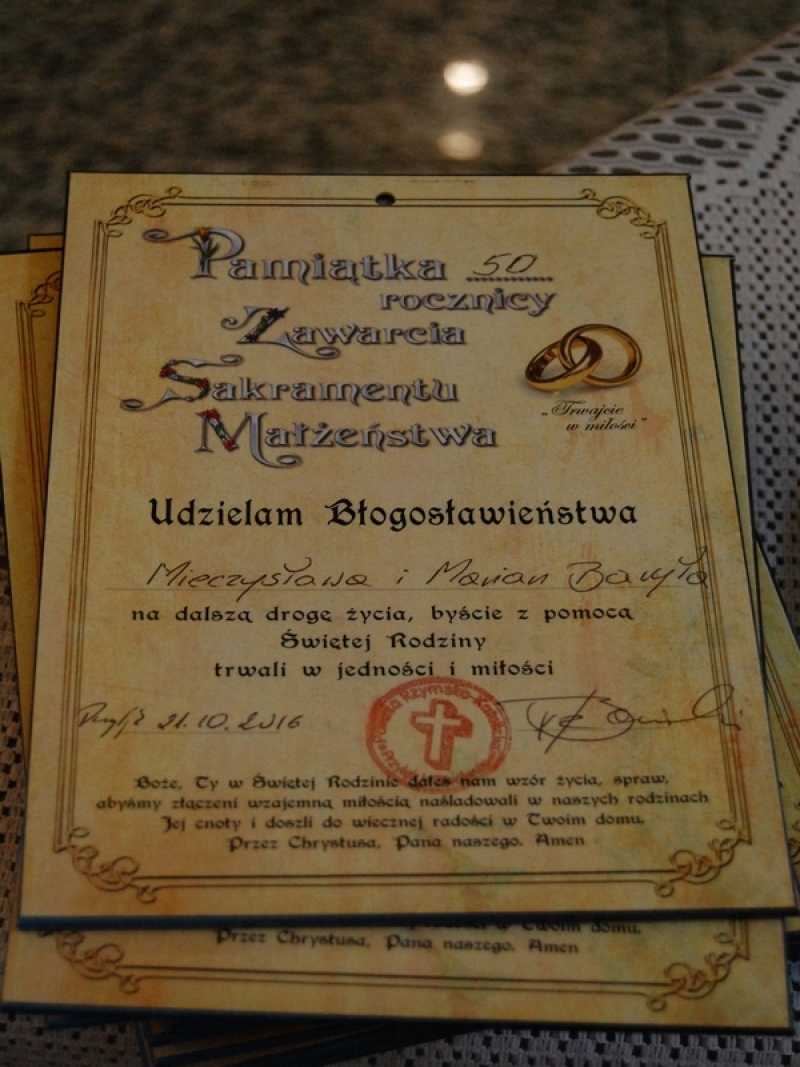 Pamiątka 50
rocznicy
Zawarcia
Sakramentu
Małżeństwa
„Trwajcie
w miłości”
Udzielam Błogosławieństwa
Mieczysława i Marian Baryła
na dalszą drogę życia, byście z pomocą
Świętej Rodziny
trwali w jedności i miłości
21.10.2016
Boże, Ty w Świętej Rodzinie dałeś nam wzór życia, spraw,
abyśmy złączeni wzajemną miłością naśladowali w naszych rodzinach
Jej cnoty i doszli do wiecznej radości w Twoim domu.
Przez Chrystusa, Pana naszego. Amen
w Twoim domu.
Przez Chrystusa, Pana naszego. Amen